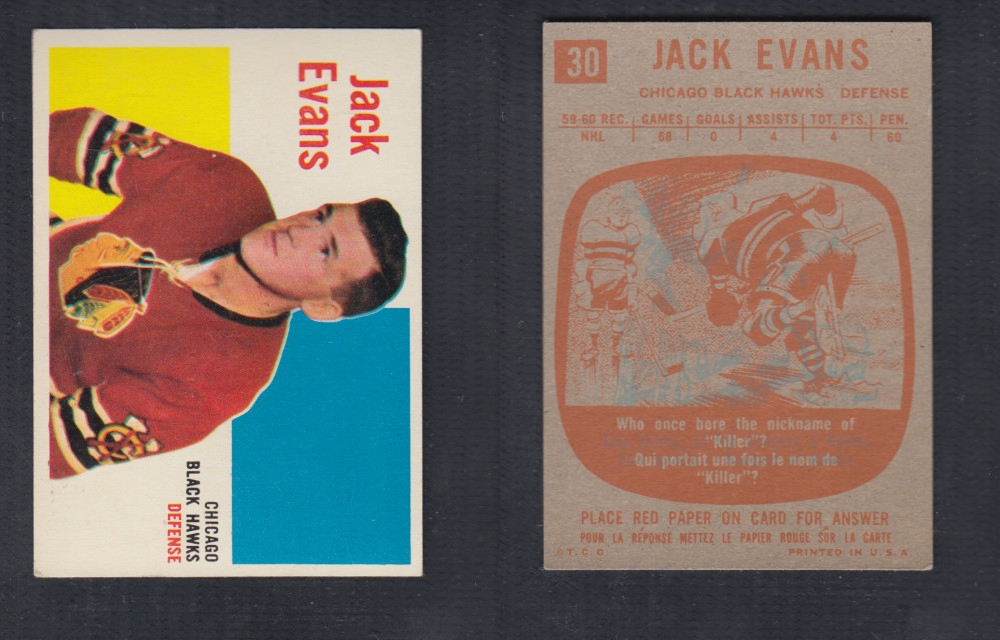 Jack
Evans
CHICAGO
BLACK HAWKS
DEFENSE
30
JACK EVANS
CHICAGO BLACK HAWKS DEFENSE
59-60 REC. GAMES GOALS ASSISTS TOT. PTS. PEN.
NHL 68 0 4 4 60
Who once bore the nickname of
"Killer"?
Qui portait une fois le nom de
"Killer"?
PLACE RED PAPER ON CARD FOR ANSWER
POUR LA RÉPONSE METTEZ LE PAPIER ROUGE SUR LA CARTE
© T. C. G. PRINTED IN U. S. A.